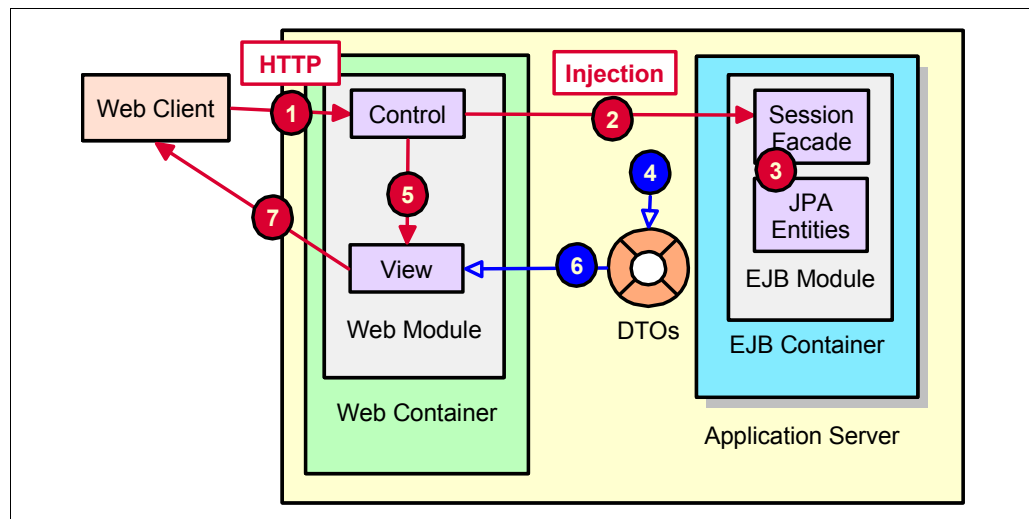 HTTP
Injection
Web Client
1
Control
2
Session
Facade
3
4
5
JPA
Entities
7
View
6
EJB Module
Web Module
DTOs
EJB Container
Web Container
Application Server